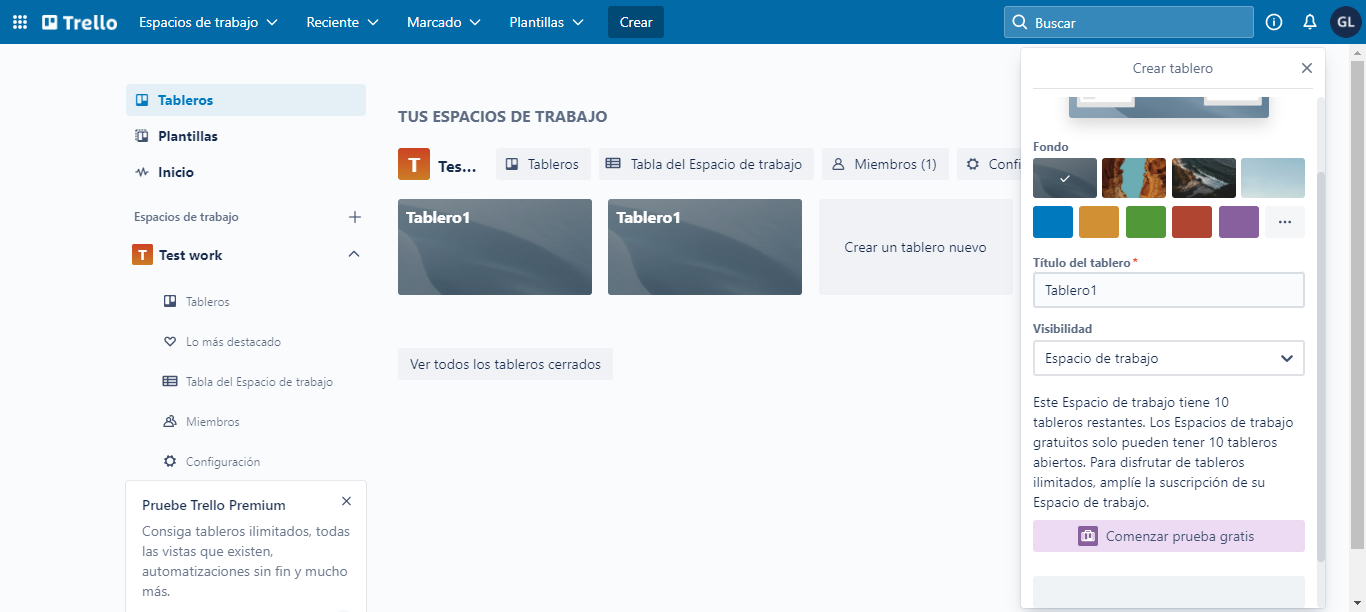 Trello
Espacios de trabajo
Reciente
Marcado
Plantillas
Crear
Buscar
GL
Tableros
Plantillas
Inicio
Espacios de trabajo
T Test work
Tableros
Lo más destacado
Tabla del Espacio de trabajo
Miembros
Configuración
Pruebe Trello Premium
Consiga tableros ilimitados, todas
las vistas que existen,
automatizaciones sin fin y mucho
más.
TUS ESPACIOS DE TRABAJO
T Tes...
Tableros
Tabla del Espacio de trabajo
Miembros (1)
Confi
Tablero1
Tablero1
Crear un tablero nuevo
Ver todos los tableros cerrados
Crear tablero
Fondo
Título del tablero*
Tablero1
Visibilidad
Espacio de trabajo
Este Espacio de trabajo tiene 10
tableros restantes. Los Espacios de trabajo
gratuitos solo pueden tener 10 tableros
abiertos. Para disfrutar de tableros
ilimitados, amplíe la suscripción de su
Espacio de trabajo.
Comenzar prueba gratis